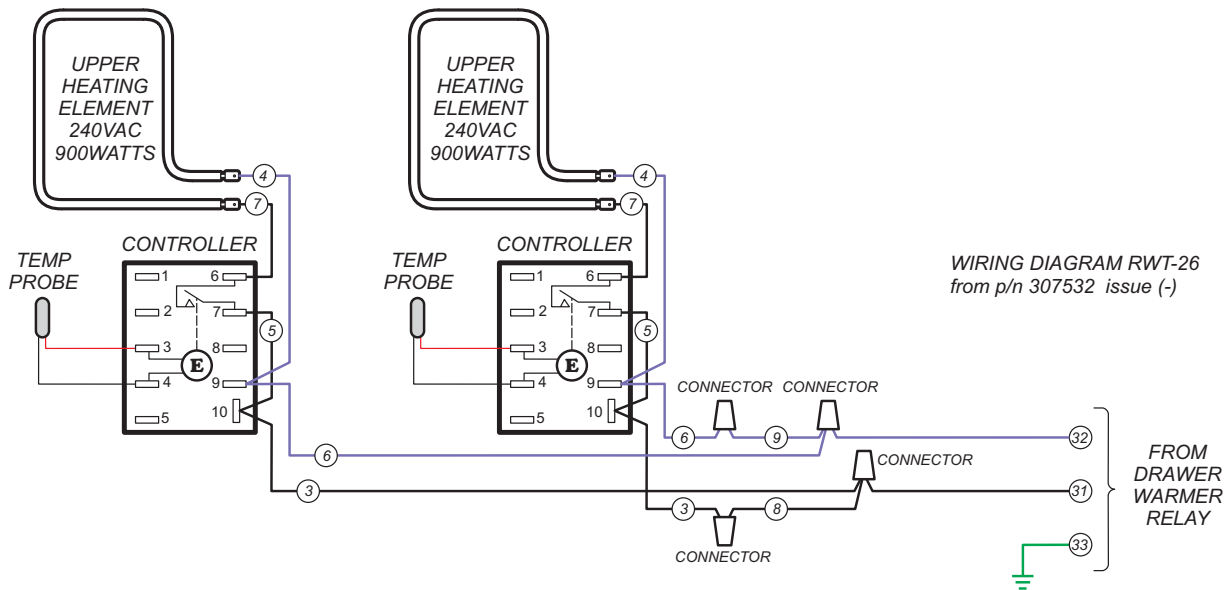 UPPER
HEATING
ELEMENT
240VAC
900WATTS
4
7
CONTROLLER
TEMP
PROBE
1
2
3
4
5
6
7
8
9
10
E
5
6
3
UPPER
HEATING
ELEMENT
240VAC
900WATTS
4
7
CONTROLLER
TEMP
PROBE
1
2
3
4
5
6
7
8
9
10
E
5
WIRING DIAGRAM RWT-26
from p/n 307532 issue (-)
CONNECTOR
CONNECTOR
6
9
32
CONNECTOR
31
3
8
CONNECTOR
33
FROM
DRAWER
WARMER
RELAY